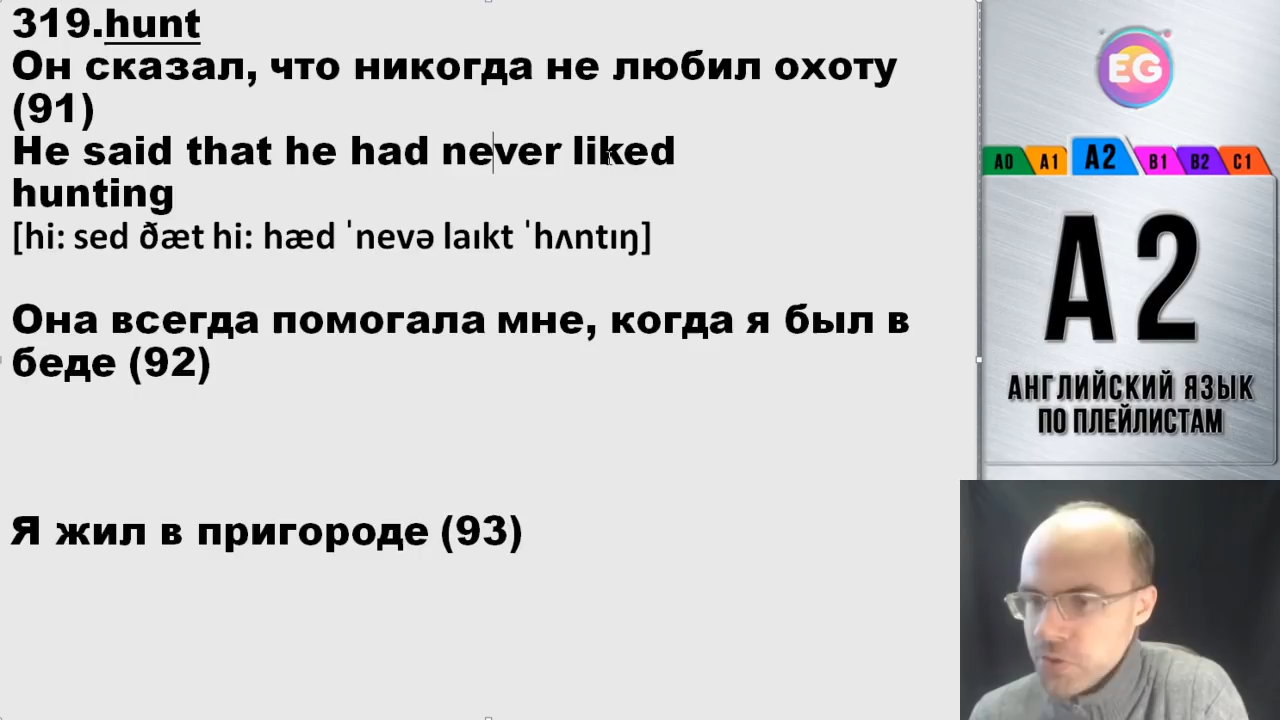 319.hunt
Он сказал, что никогда не любил охоту
(91)
He said that he had never liked
hunting
[hi: sed ðæt hi: hæd ˈnevə laıkt ˈhʌntıŋ]
Она всегда помогала мне, когда я был в
беде (92)
Я жил в пригороде (93)
EG
A0 A1 A2 B1 B2 C1
A2
АНГЛИЙСКИЙ ЯЗЫК
ПО ПЛЕЙЛИСТАМ